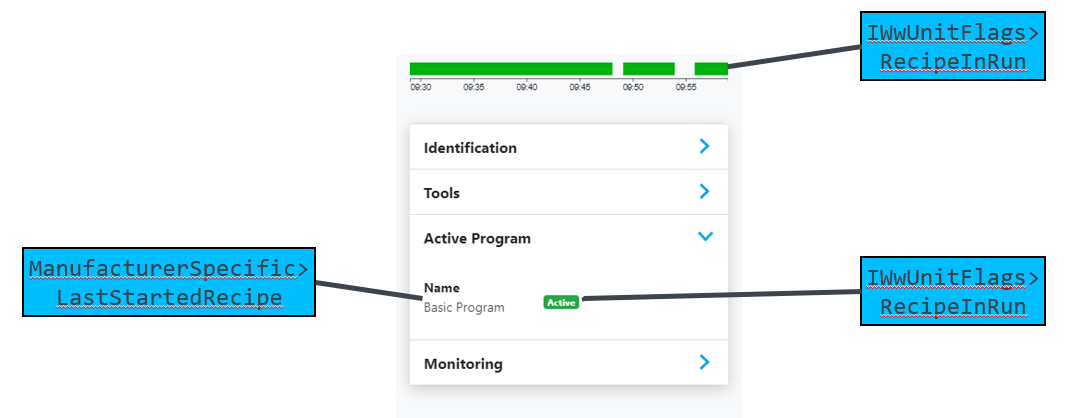 IWwUnitFlags>
RecipeInRun
09:30 09:35 09:40 09:45 09:50 09:55
Identification
Tools
Active Program
ManufacturerSpecific>
LastStartedRecipe
Name
Basic Program
Active
IWwUnitFlags>
RecipeInRun
Monitoring